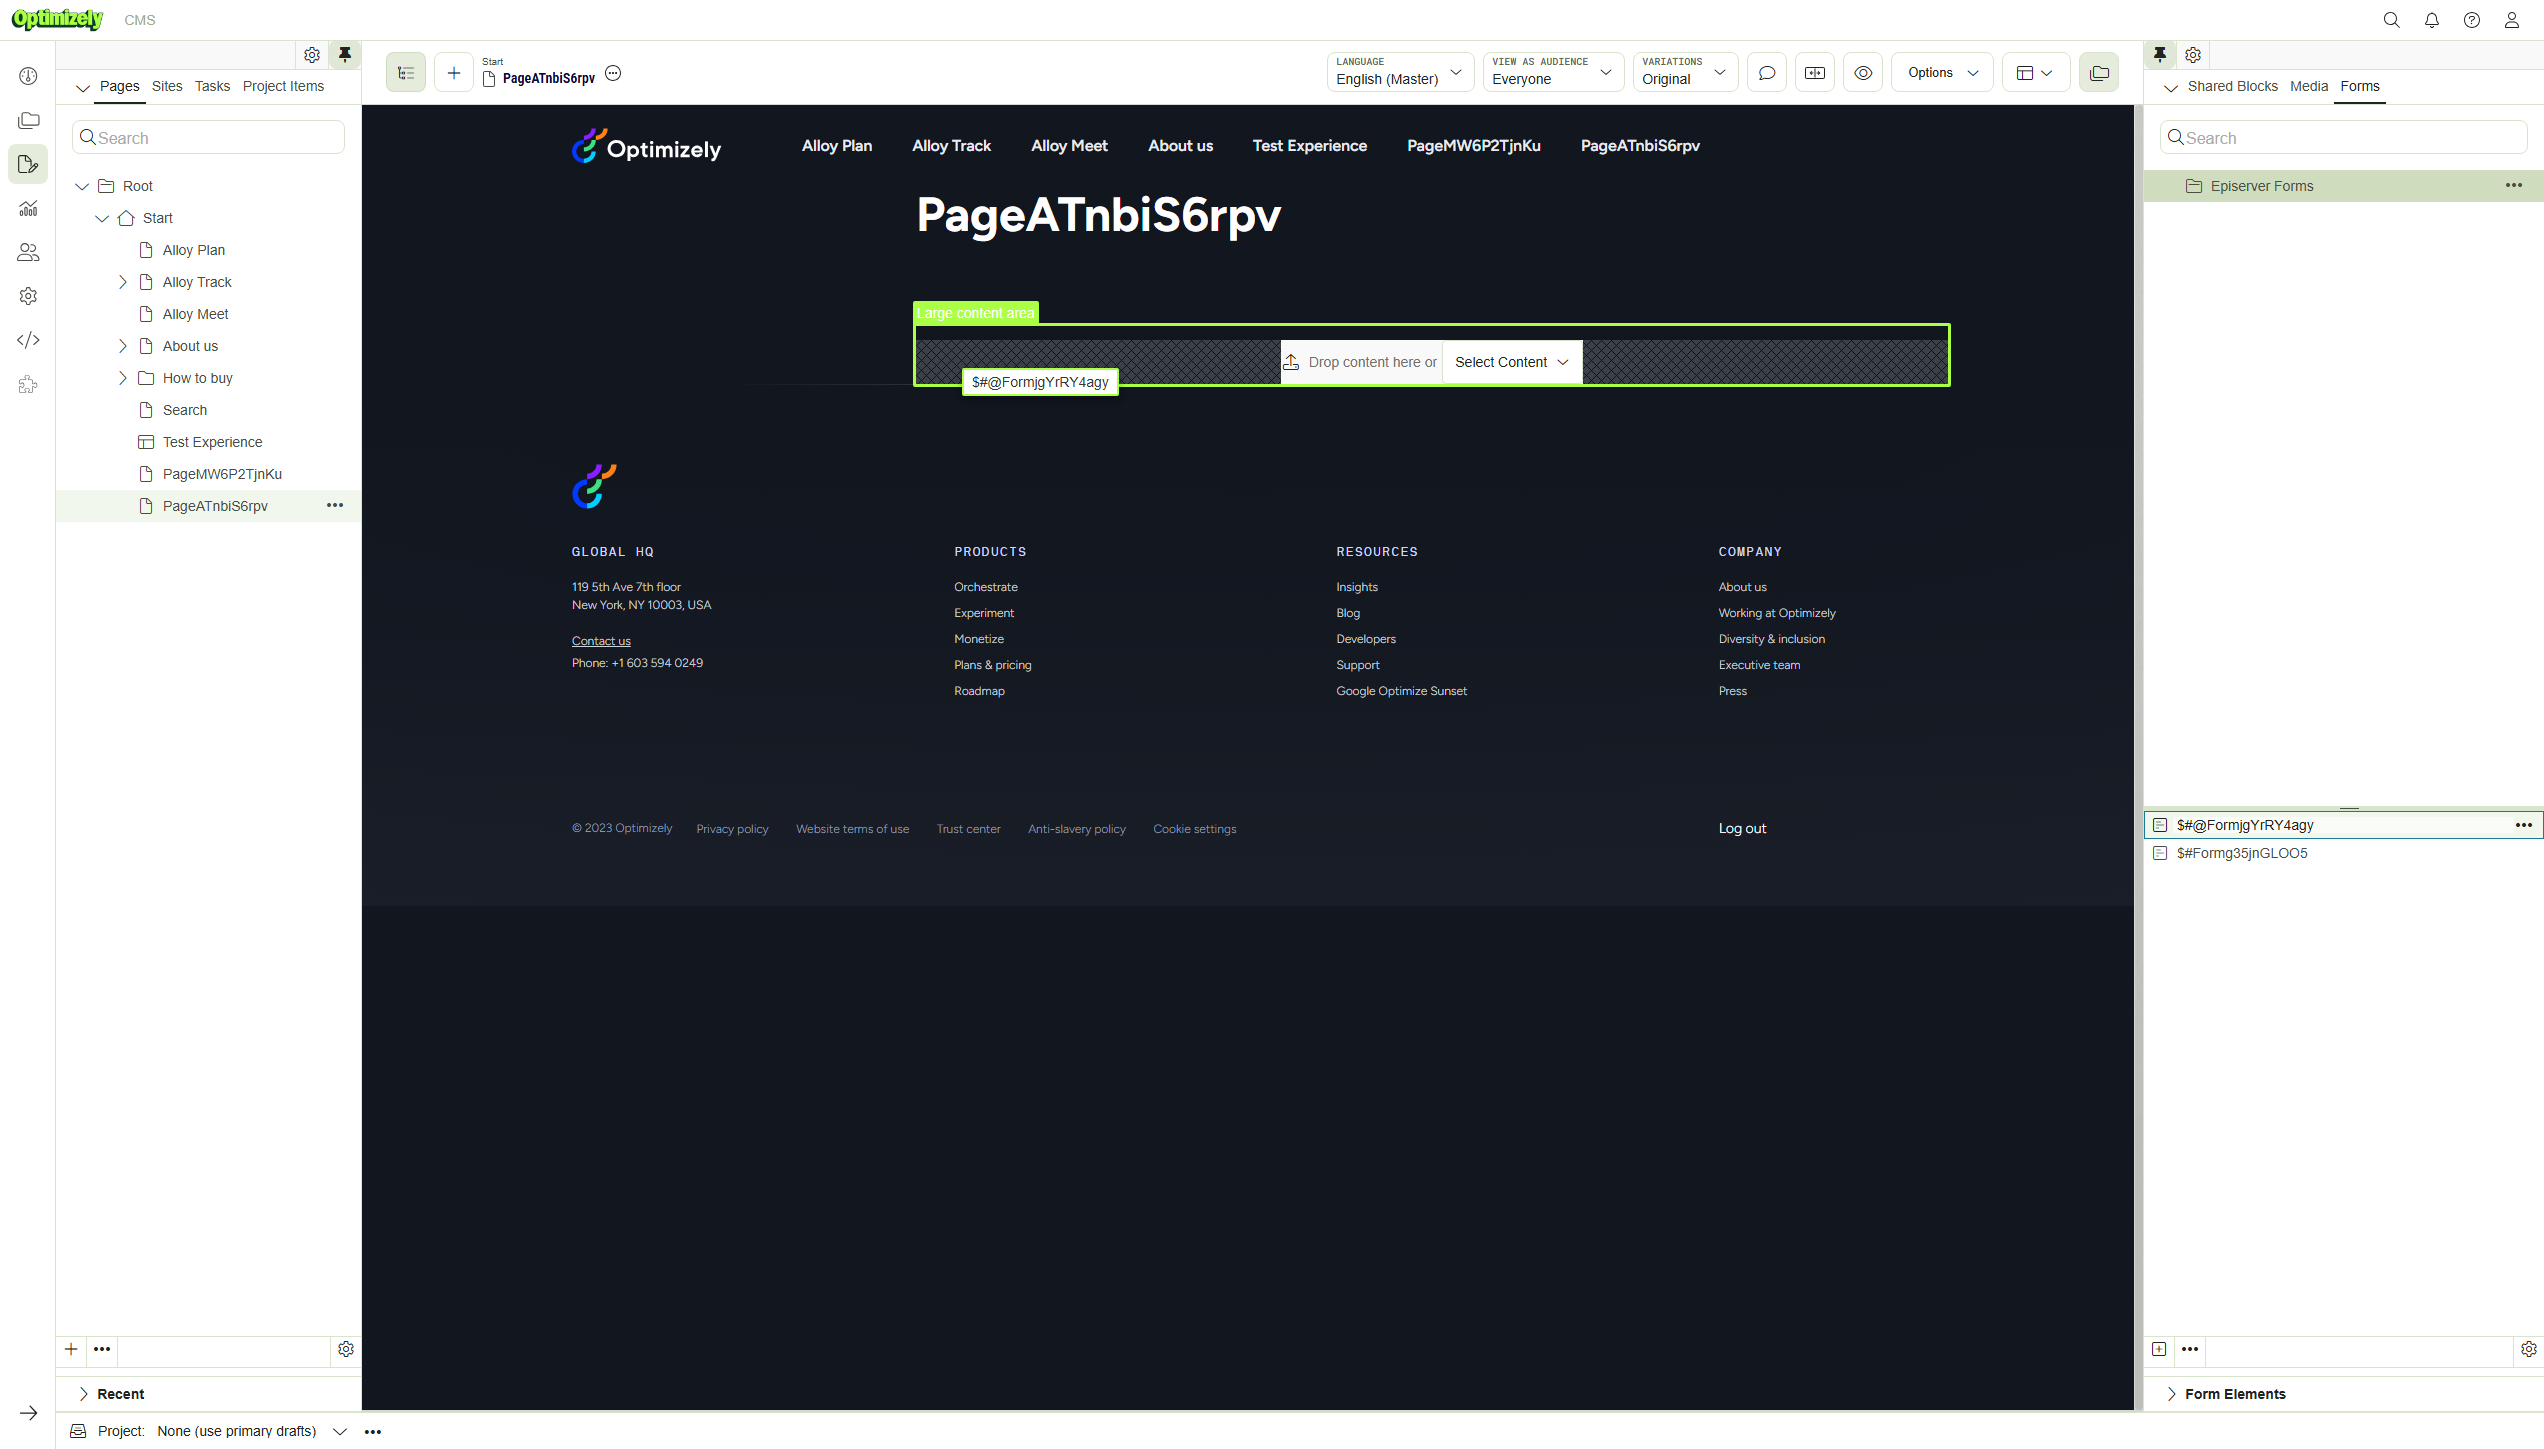 Optimizely CMS
Pages Sites Tasks Project Items
Search
Root
Start
Alloy Plan
Alloy Track
Alloy Meet
About us
How to buy
Search
Test Experience
PageMW6P2TjnKu
PageATnbiS6rpv
Recent
Project: None (use primary drafts)
Start
PageATnbiS6rpv
LANGUAGE
English (Master)
VIEW AS AUDIENCE
Everyone
VARIATIONS
Original
Options
Optimizely
Alloy Plan Alloy Track Alloy Meet About us Test Experience PageMW6P2TjnKu PageATnbiS6rpv
PageATnbiS6rpv
Large content area
Drop content here or Select Content
$#@FormjgYrRY4agy
GLOBAL HQ
119 5th Ave 7th floor
New York, NY 10003, USA
Contact us
Phone: +1 603 594 0249
PRODUCTS
Orchestrate
Experiment
Monetize
Plans & pricing
Roadmap
RESOURCES
Insights
Blog
Developers
Support
Google Optimize Sunset
COMPANY
About us
Working at Optimizely
Diversity & inclusion
Executive team
Press
© 2023 Optimizely Privacy policy Website terms of use Trust center Anti-slavery policy Cookie settings Log out
Shared Blocks Media Forms
Search
Episerver Forms
$#@FormjgYrRY4agy
$#Formg35jnGLOO5
Form Elements